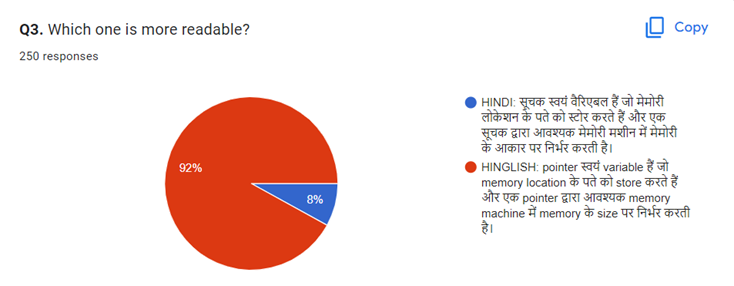 Q3. Which one is more readable?
Copy
250 responses
92%
8%
HINDI: सूचक स्वयं वैरिएबल हैं जो मेमोरी
लोकेशन के पते को स्टोर करते हैं और एक
सूचक द्वारा आवश्यक मेमोरी मशीन में मेमोरी
के आकार पर निर्भर करती है।
HINGLISH: pointer स्वयं variable हैं जो
memory location के पते को store करते हैं
और एक pointer द्वारा आवश्यक memory
machine में memory के size पर निर्भर करती
है।